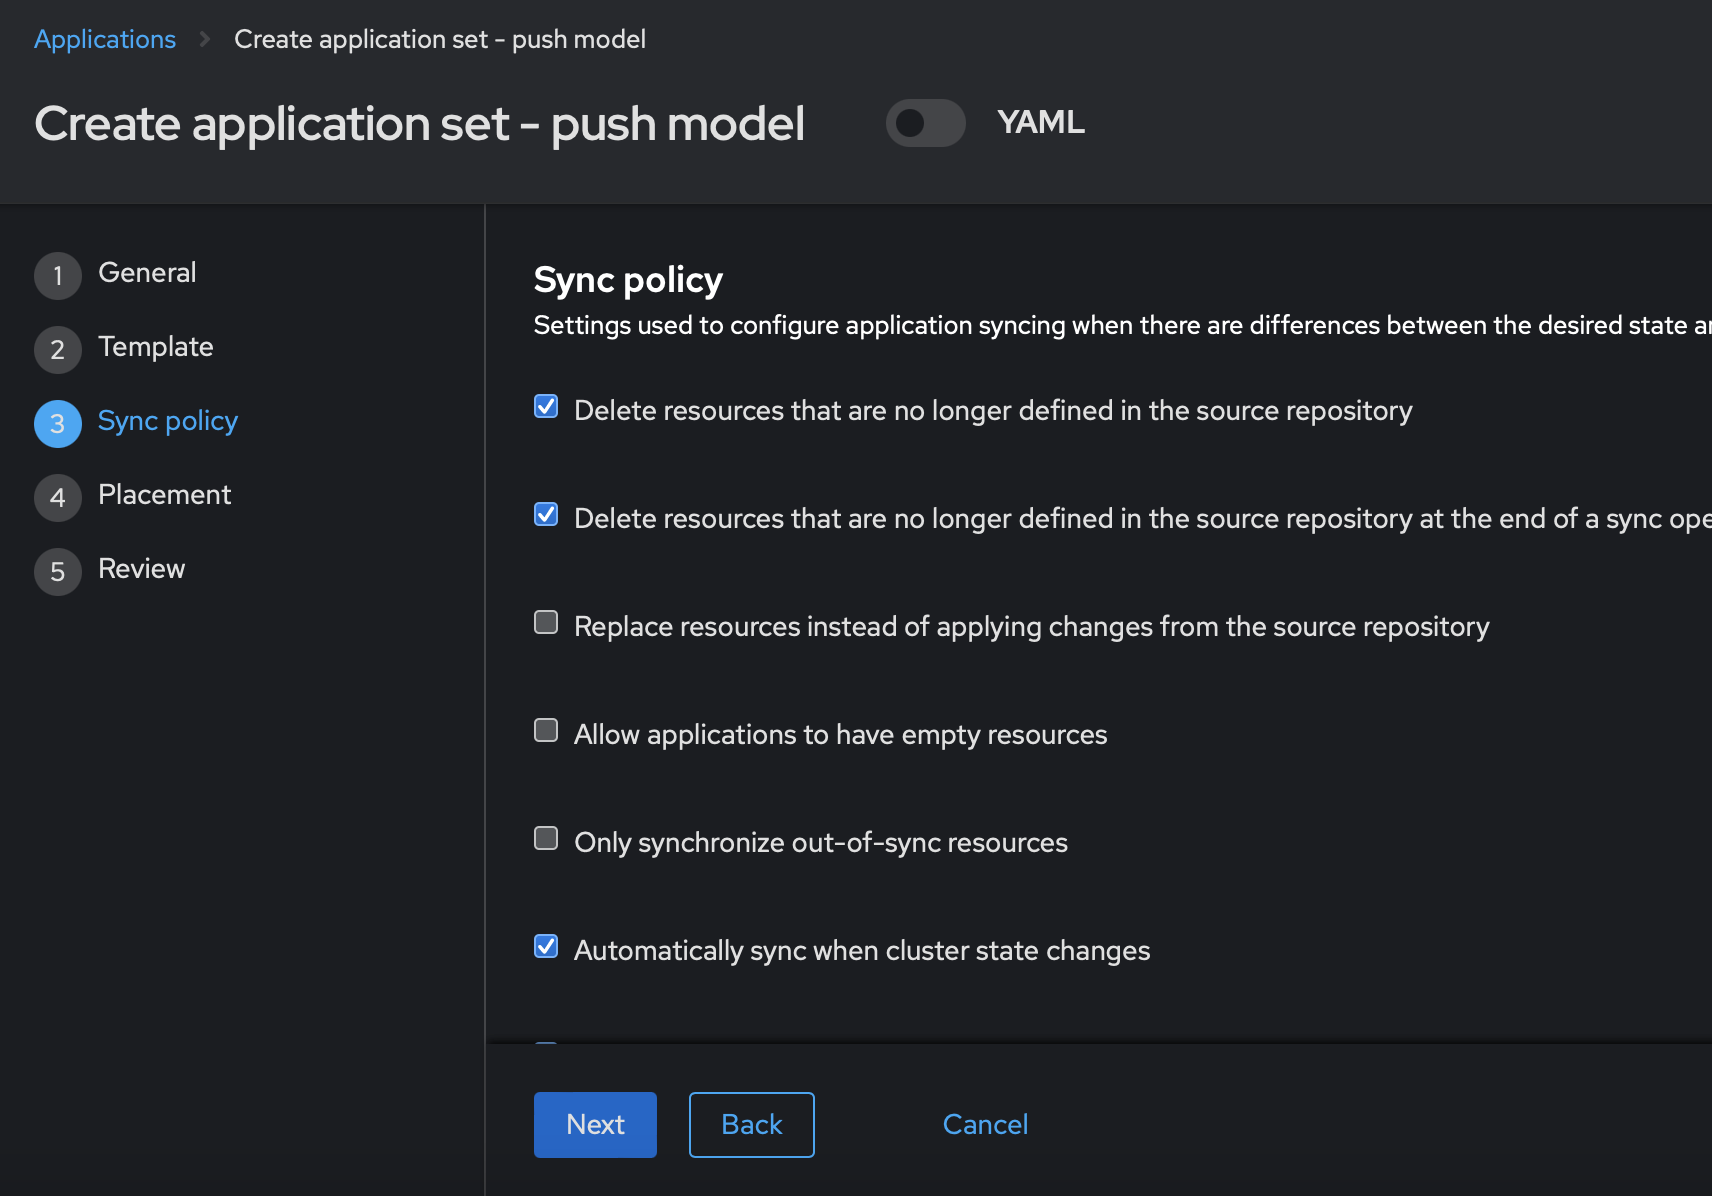 Applications > Create application set - push model
Create application set - push model YAML
1 General
2 Template
3 Sync policy
4 Placement
5 Review
Sync policy
Settings used to configure application syncing when there are differences between the desired state
Delete resources that are no longer defined in the source repository
Delete resources that are no longer defined in the source repository at the end of a sync
Replace resources instead of applying changes from the source repository
Allow applications to have empty resources
Only synchronize out-of-sync resources
Automatically sync when cluster state changes
Next Back Cancel